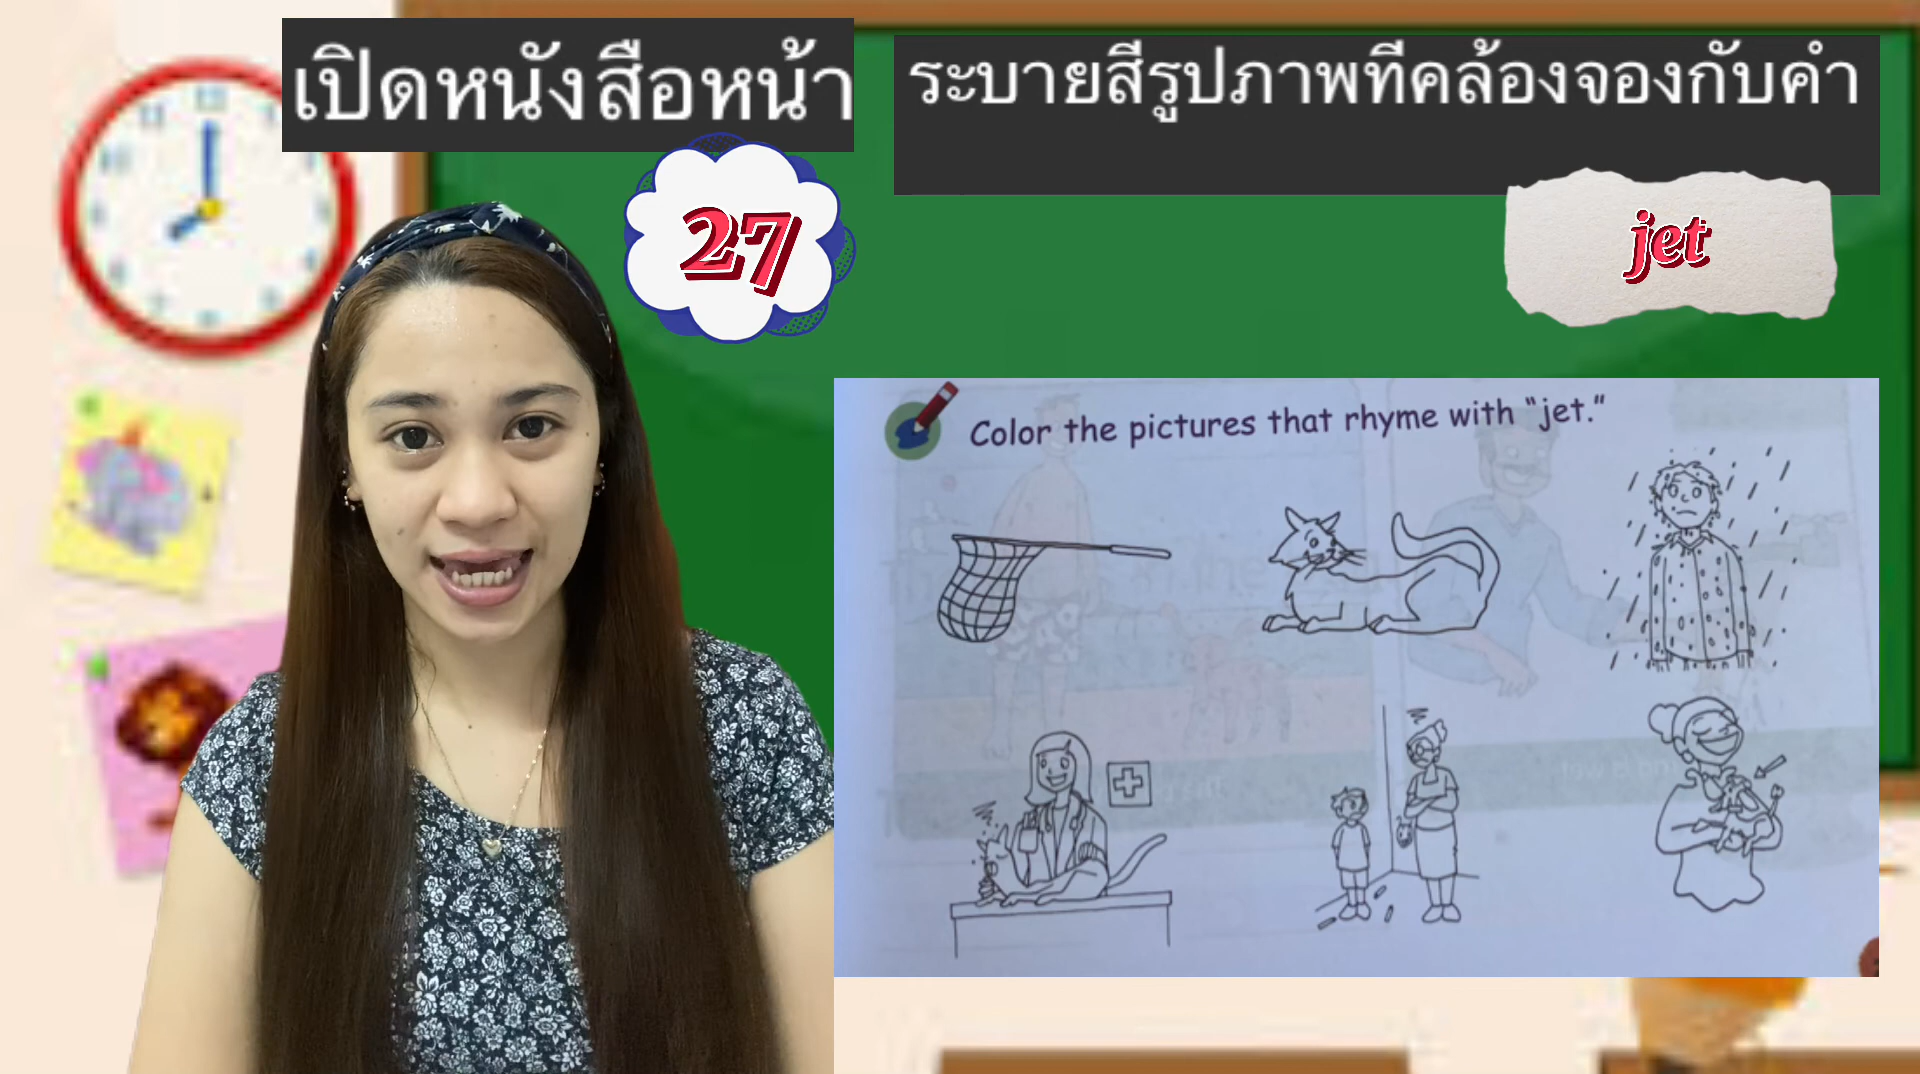 เปิดหนังสือหน้า
27
ระบายสีรูปภาพที่คล้องจองกับคำ
jet
Color the pictures that rhyme with “jet.”